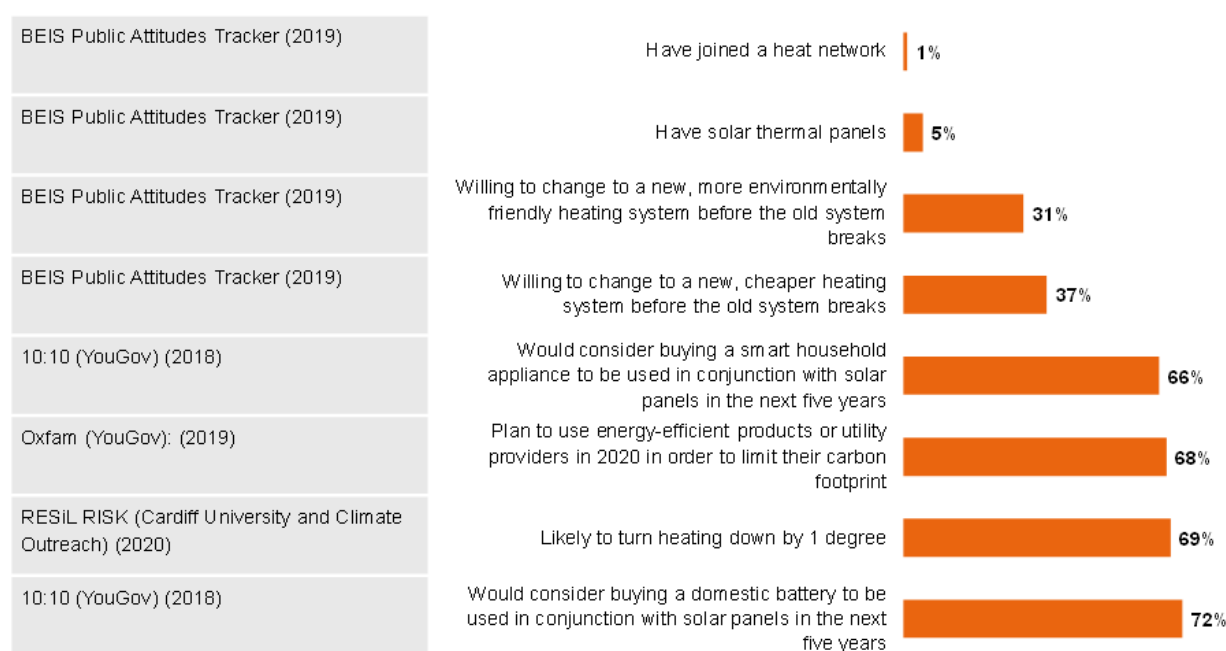 BEIS Public Attitudes Tracker (2019)
Have joined a heat network
1%
BEIS Public Attitudes Tracker (2019)
Have solar thermal panels
5%
BEIS Public Attitudes Tracker (2019)
Willing to change to a new, more environmentally
friendly heating system before the old system
breaks
31%
BEIS Public Attitudes Tracker (2019)
Willing to change to a new, cheaper heating
system before the old system breaks
37%
10:10 (YouGov) (2018)
Would consider buying a smart household
appliance to be used in conjunction with solar
panels in the next five years
66%
Oxfam (YouGov): (2019)
Plan to use energy-efficient products or utility
providers in 2020 in order to limit their carbon
footprint
68%
RESiL RISK (Cardiff University and Climate
Outreach) (2020)
Likely to turn heating down by 1 degree
69%
10:10 (YouGov) (2018)
Would consider buying a domestic battery to be
used in conjunction with solar panels in the next
five years
72%